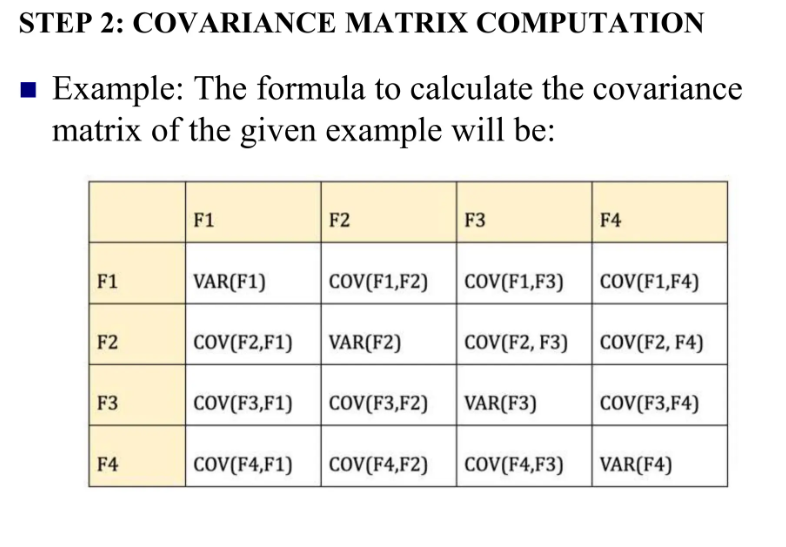 STEP 2: COVARIANCE MATRIX COMPUTATION
Example: The formula to calculate the covariance
matrix of the given example will be:
F1 F2 F3 F4
F1 VAR(F1) COV(F1,F2) COV(F1,F3) COV(F1,F4)
F2 COV(F2,F1) VAR(F2) COV(F2, F3) COV(F2, F4)
F3 COV(F3,F1) COV(F3,F2) VAR(F3) COV(F3,F4)
F4 COV(F4,F1) COV(F4,F2) COV(F4,F3) VAR(F4)